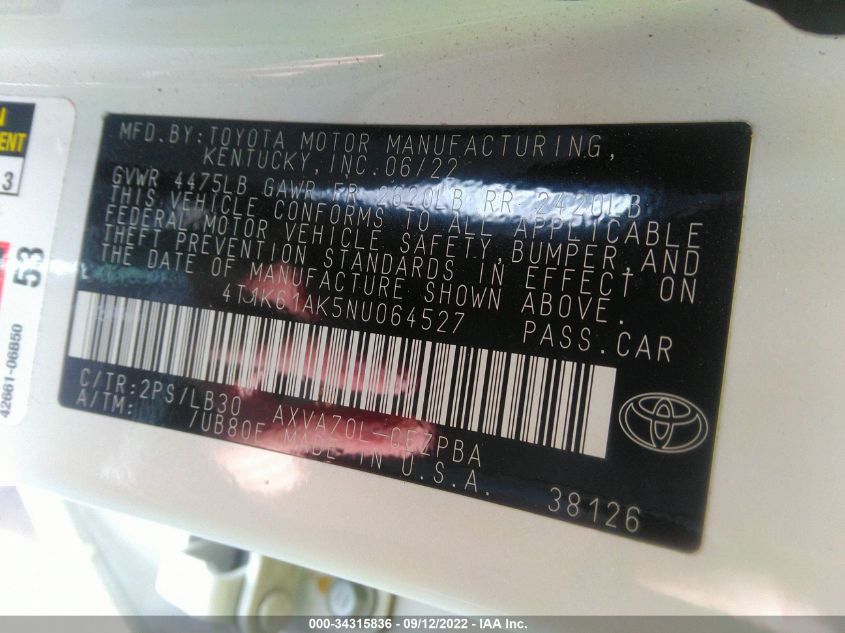 MFD. BY: TOYOTA MOTOR MANUFACTURING,
KENTUCKY, INC. 06/22
GVWR 4475LB GAWR FR 2620LB RR 2420LB
THIS VEHICLE CONFORMS TO ALL APPLICABLE
FEDERAL MOTOR VEHICLE SAFETY, BUMPER, AND
THEFT PREVENTION STANDARDS IN EFFECT ON
THE DATE OF MANUFACTURE SHOWN ABOVE.
4T1K61AK5NU064527 PASS.CAR
C/TR:2PS/LB30 AXVA70L-CEZPBA
A/TM: /UB80E MADE IN U.S.A.
38126
3
53
42661-06B50
000-34315836 - 09/12/2022 - IAA Inc.